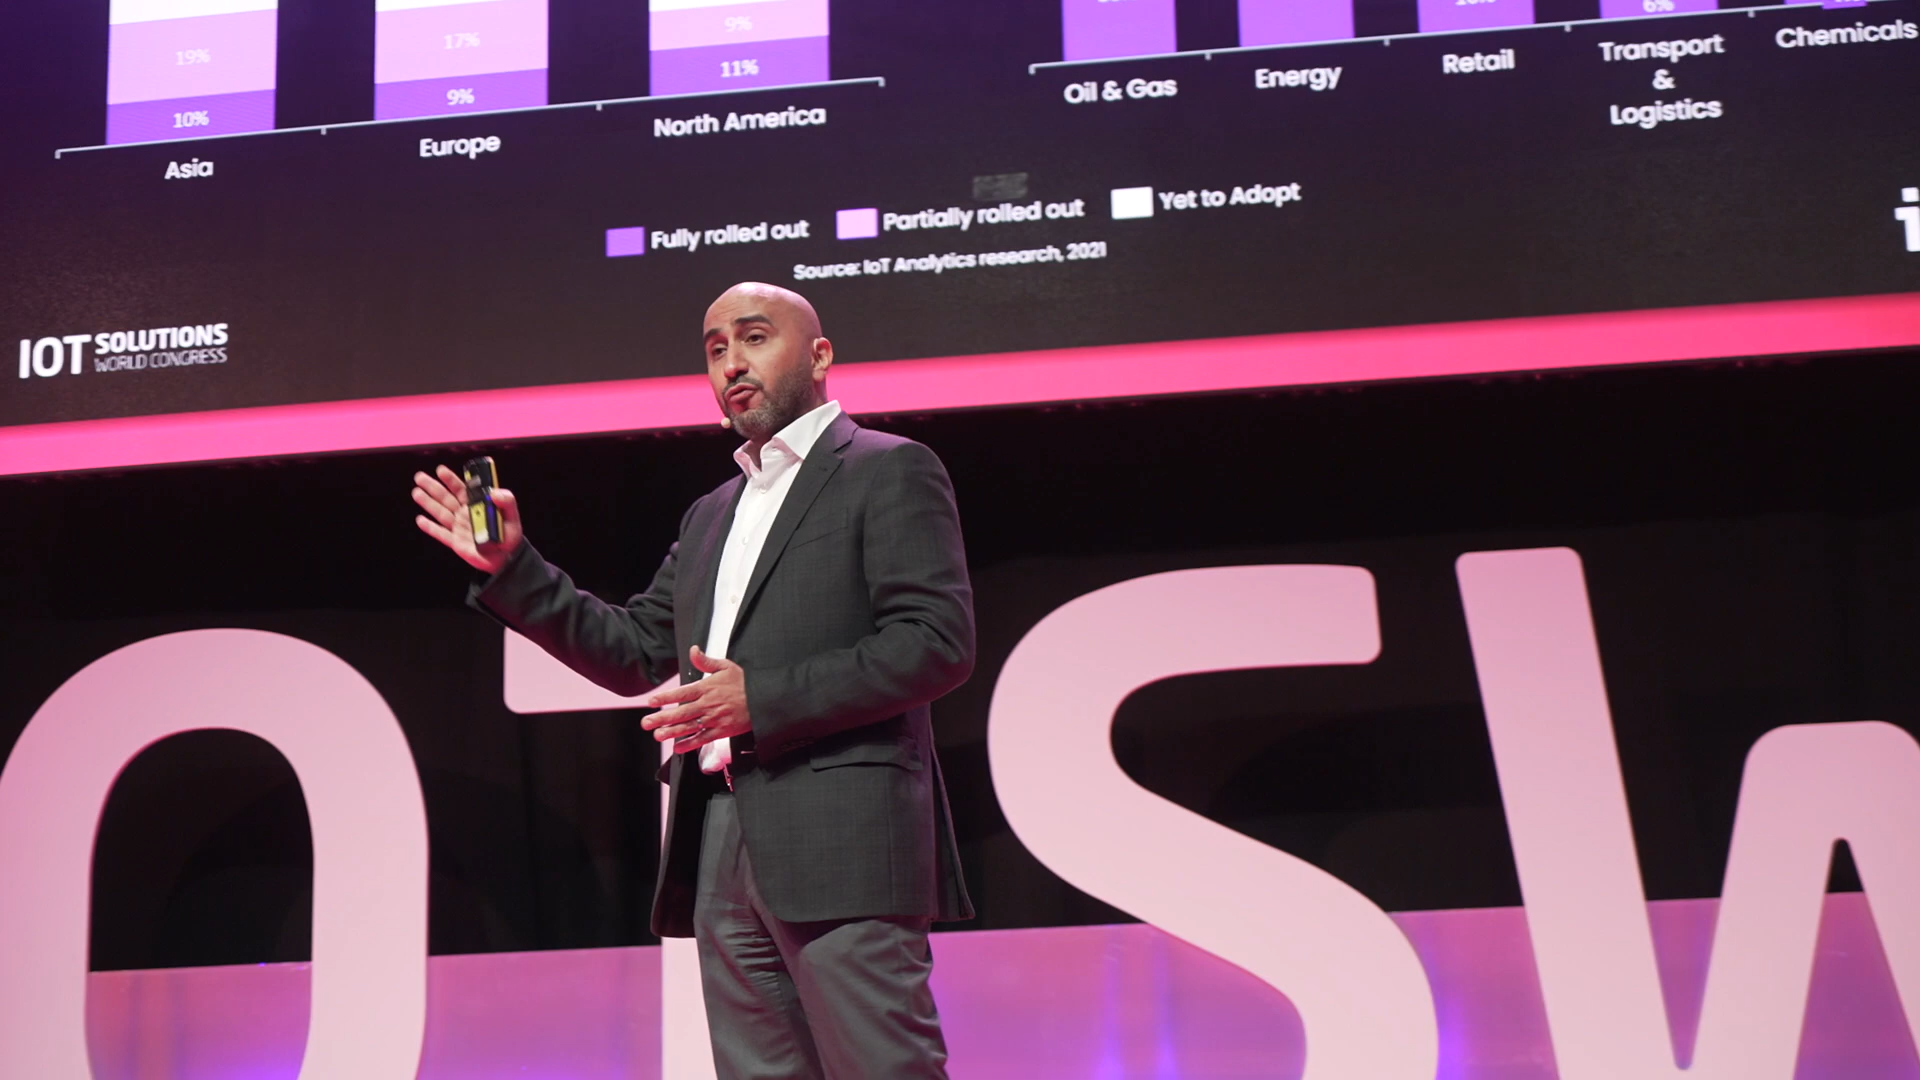 19%
10%
17%
9%
9%
11%
Asia
Europe
North America
6%
Oil & Gas
Energy
Retail
Transport
&
Logistics
Chemicals
Fully rolled out
Partially rolled out
Yet to Adopt
Source: IoT Analytics research, 2021
IOT SOLUTIONS
WORLD CONGRESS
OTSW